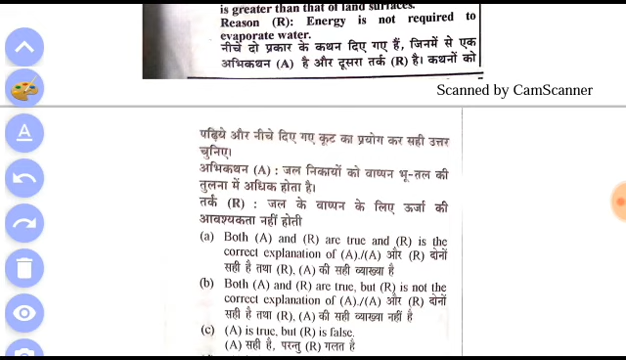 is greater than that of land surfaces.
Reason (R): Energy is not required to
evaporate water.
नीचें दो प्रकार के कथन दिए गए हैं, जिनमें से एक
अभिकथन (A) है और दूसरा तर्क (R) है। कथनों को
Scanned by CamScanner
पढ़िये और नीचे दिए गए कूट का प्रयोग कर सही उत्तर
चुनिए।
अभिकथन (A) : जल निकायों को वाष्पन भू-तल की
तुलना में अधिक होता है।
तर्क (R) : जल के वाष्पन के लिए ऊर्जा की
आवश्यकता नहीं होती
(a) Both (A) and (R) are true and (R) is the
correct explanation of (A)./(A) और (R) दोनों
सही है तथा (R), (A) की सही व्याख्या है
(b) Both (A) and (R) are true, but (R) is not the
correct explanation of (A)./(A) और (R) दोनों
सही है तथा (R), (A) की सही व्याख्या नहीं है
(c) (A) is true, but (R) is false.
(A) सही है, परन्तु (R) गलत है
A